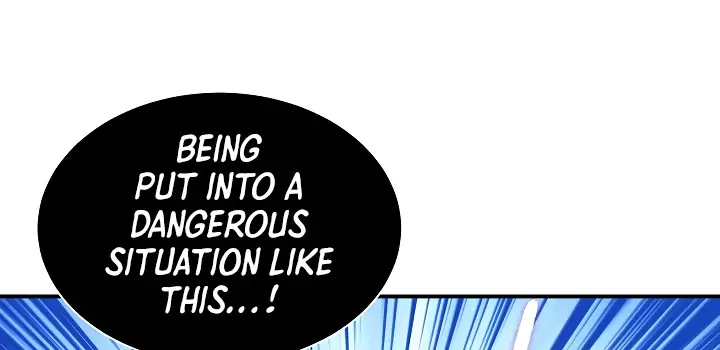 BEING
PUT INTO A
DANGEROUS
SITUATION LIKE
THIS...!